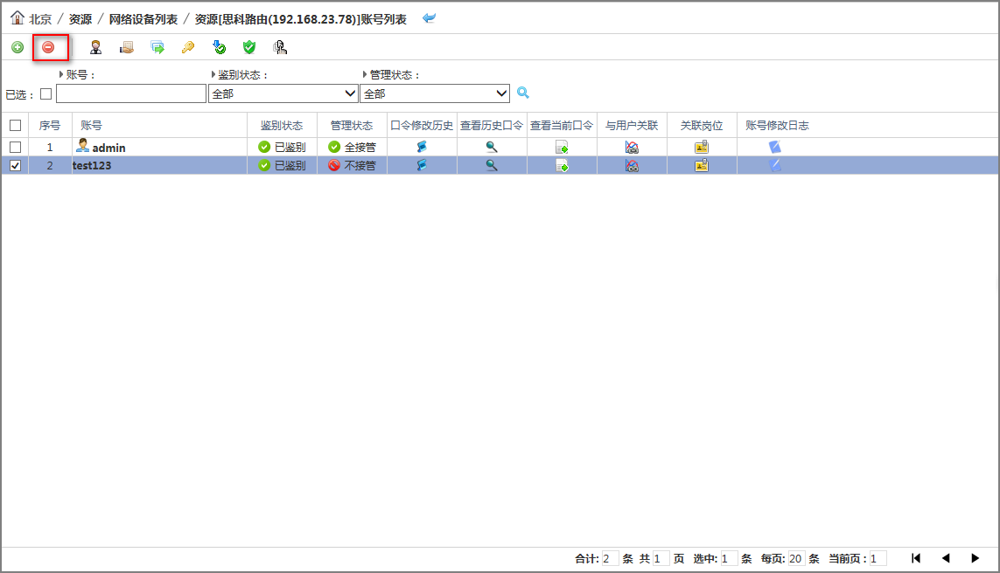 北京 / 资源 / 网络设备列表 / 资源[思科路由(192.168.23.78)]账号列表
账号： 鉴别状态： 管理状态：
已选： 全部 全部
序号 账号 鉴别状态 管理状态 口令修改历史 查看历史口令 查看当前口令 与用户关联 关联岗位 账号修改日志
1 admin 已鉴别 全接管
2 test123 已鉴别 不接管
合计: 2 条 共 1 页 选中: 1 条 每页: 20 条 当前页 : 1